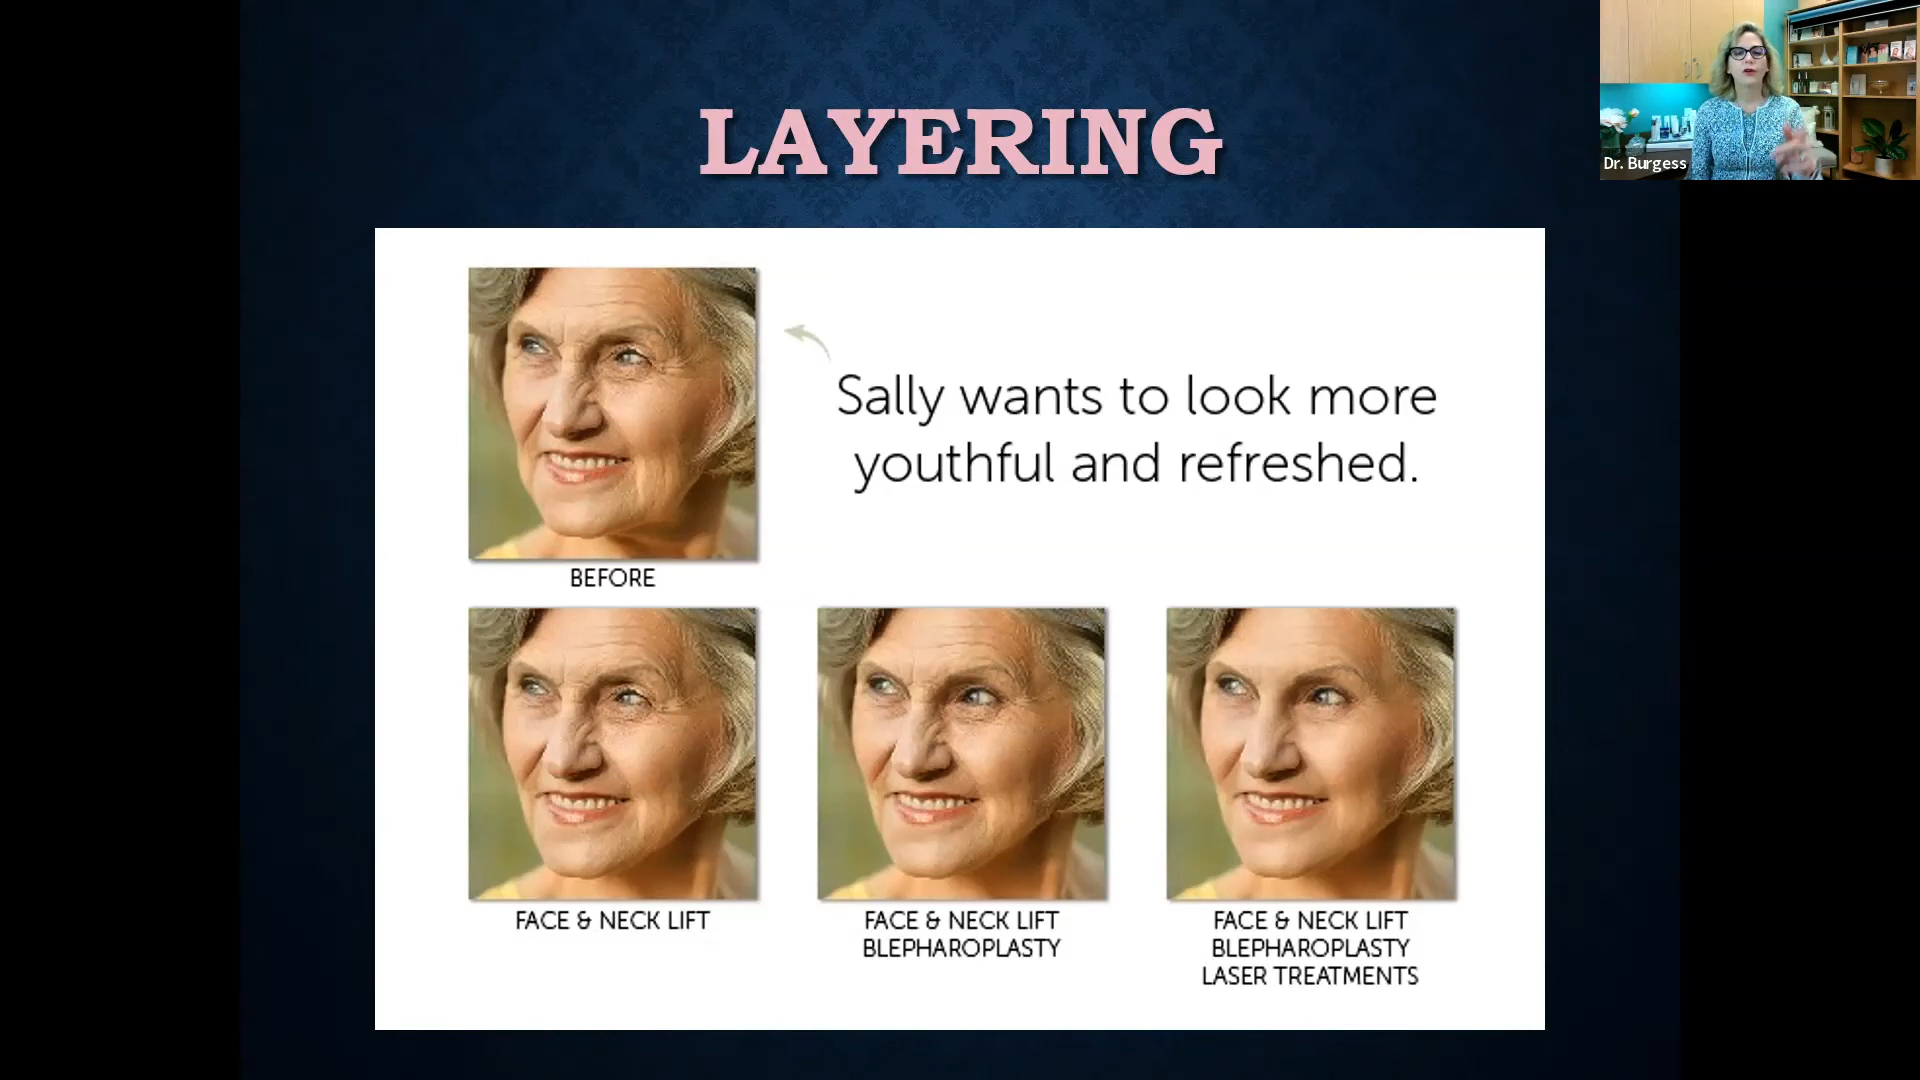 LAYERING
Dr. Burgess
Sally wants to look more
youthful and refreshed.
BEFORE
FACE & NECK LIFT
FACE & NECK LIFT
BLEPHAROPLASTY
FACE & NECK LIFT
BLEPHAROPLASTY
LASER TREATMENTS